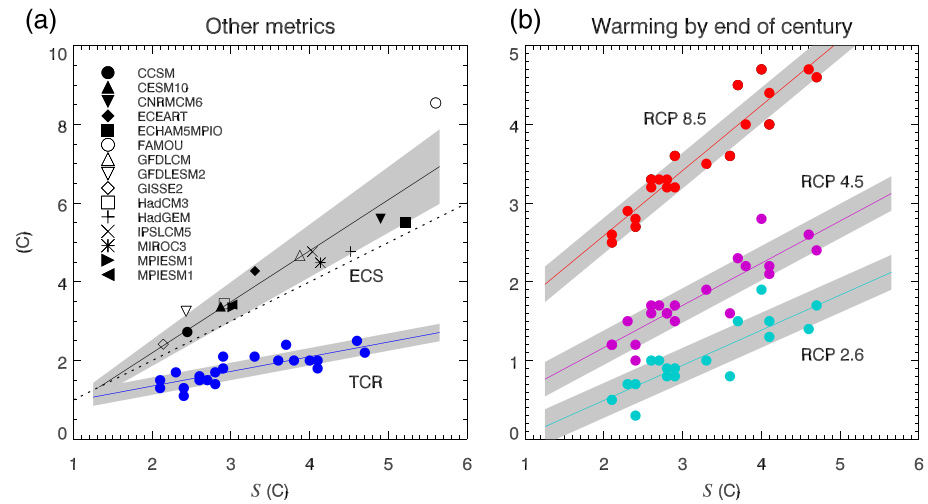 (a)
Other metrics
10
8
6
4
2
0
(C)
CCSM
CESM10
CNRMCM6
ECEART
ECHAM5MPIO
FAMOU
GFDLCM
GFDLESM2
GISSE2
HadCM3
HadGEM
IPSLCM5
MIROC3
MPIESM1
MPIESM1
ECS
TCR
1 2 3 4 5 6
S (C)
(b)
Warming by end of century
5
4
3
2
1
0
RCP 8.5
RCP 4.5
RCP 2.6
1 2 3 4 5 6
S (C)